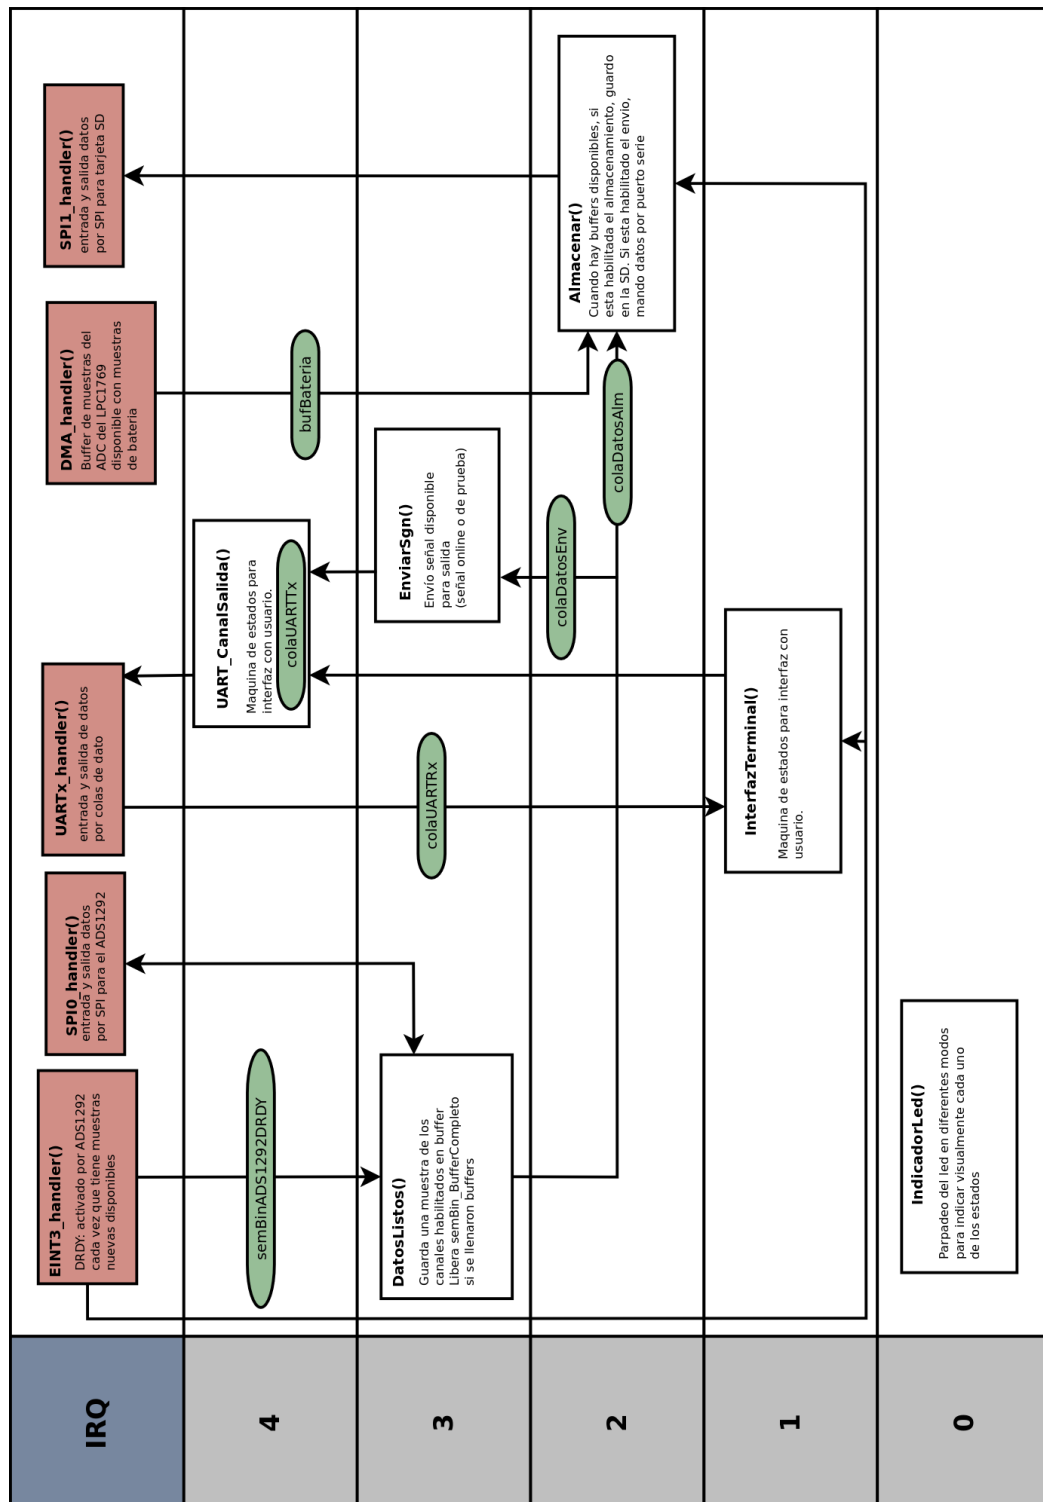 IRQ
EINT3_handler()
DRDY: activado por ADS1292
cada vez que tiene muestras
nuevas disponibles
SPI0_handler()
entrada y salida datos
por SPI para el ADS1292
UARTx_handler()
entrada y salida de datos
por colas de dato
DMA_handler()
Buffer de muestras del
ADC del LPC1769
disponible con muestras
de bateria
SPI1_handler()
entrada y salida datos
por SPI para tarjeta SD
4
semBinADS1292DRDY
UART_CanalSalida()
Maquina de estados para
interfaz con usuario.
colaUARTTx
bufBateria
3
DatosListos()
Guarda una muestra de los
canales habilitados en buffer
Libera semBin_BufferCompleto
si se llenaron buffers
colaUARTRx
EnviarSgn()
Envío señal disponible
para salida
(señal online o de prueba)
2
colaDatosEnv
colaDatosAlm
Almacenar()
Cuando hay buffers disponibles, si
esta habilitada el almacenamiento, guardo
en la SD. Si esta habilitado el envio,
mando datos por puerto serie
1
InterfazTerminal()
Maquina de estados para interfaz con
usuario.
0
IndicadorLed()
Parpadeo del led en diferentes modos
para indicar visualmente cada uno
de los estados